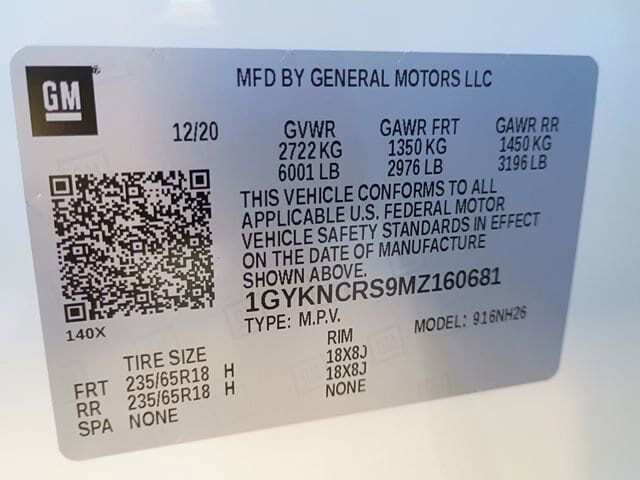 GM
MFD BY GENERAL MOTORS LLC
12/20 GVWR GAWR FRT GAWR RR
2722 KG 1350 KG 1450 KG
6001 LB 2976 LB 3196 LB
THIS VEHICLE CONFORMS TO ALL
APPLICABLE U.S. FEDERAL MOTOR
VEHICLE SAFETY STANDARDS IN EFFECT
ON THE DATE OF MANUFACTURE
SHOWN ABOVE.
1GYKNCRS9MZ160681
TYPE: M.P.V. MODEL: 916NH26
140X
TIRE SIZE RIM
FRT 235/65R18 H 18X8J
RR 235/65R18 H 18X8J
SPA NONE NONE